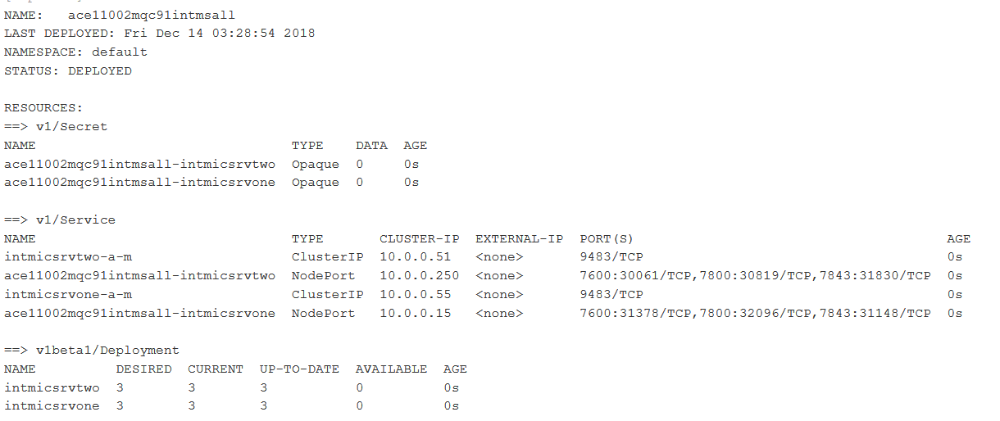 NAME:   ace11002mqc91intmsall
LAST DEPLOYED: Fri Dec 14 03:28:54 2018
NAMESPACE: default
STATUS: DEPLOYED
RESOURCES:
==> v1/Secret
NAME                               TYPE    DATA  AGE
ace11002mqc91intmsall-intmicsrvtwo  Opaque  0     0s
ace11002mqc91intmsall-intmicsrvone  Opaque  0     0s
==> v1/Service
NAME                                TYPE       CLUSTER-IP  EXTERNAL-IP  PORT(S)                                     AGE
intmicsrvtwo-a-m                    ClusterIP  10.0.0.51   <none>       9483/TCP                                    0s
ace11002mqc91intmsall-intmicsrvtwo  NodePort   10.0.0.250  <none>       7600:30061/TCP,7800:30819/TCP,7843:31830/TCP  0s
intmicsrvone-a-m                    ClusterIP  10.0.0.55   <none>       9483/TCP                                    0s
ace11002mqc91intmsall-intmicsrvone  NodePort   10.0.0.15   <none>       7600:31378/TCP,7800:32096/TCP,7843:31148/TCP  0s
==> v1beta1/Deployment
NAME          DESIRED  CURRENT  UP-TO-DATE  AVAILABLE  AGE
intmicsrvtwo  3        3        3           0          0s
intmicsrvone  3        3        3           0          0s